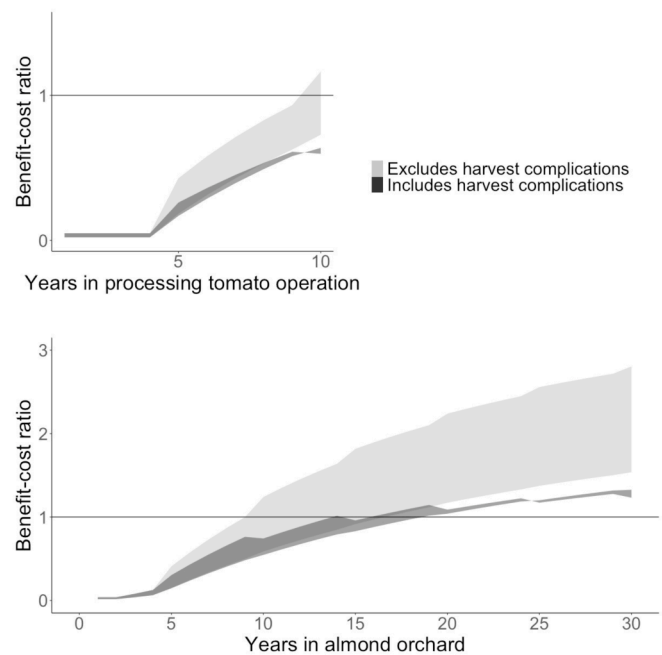 Benefit-cost ratio
1
0
5
10
Years in processing tomato operation
Excludes harvest complications
Includes harvest complications
Benefit-cost ratio
3
2
1
0
0 5 10 15 20 25 30
Years in almond orchard